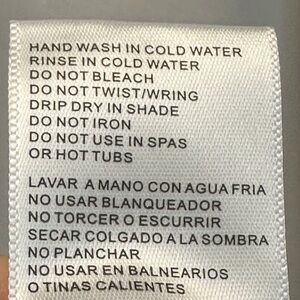 HAND WASH IN COLD WATER
RINSE IN COLD WATER
DO NOT BLEACH
DO NOT TWIST/WRING
DRIP DRY IN SHADE
DO NOT IRON
DO NOT USE IN SPAS
OR HOT TUBS
LAVAR A MANO CON AGUA FRIA
NO USAR BLANQUEADOR
NO TORCER O ESCURRIR
SECAR COLGADO A LA SOMBRA
NO PLANCHAR
NO USAR EN BALNEARIOS
O TINAS CALIENTES